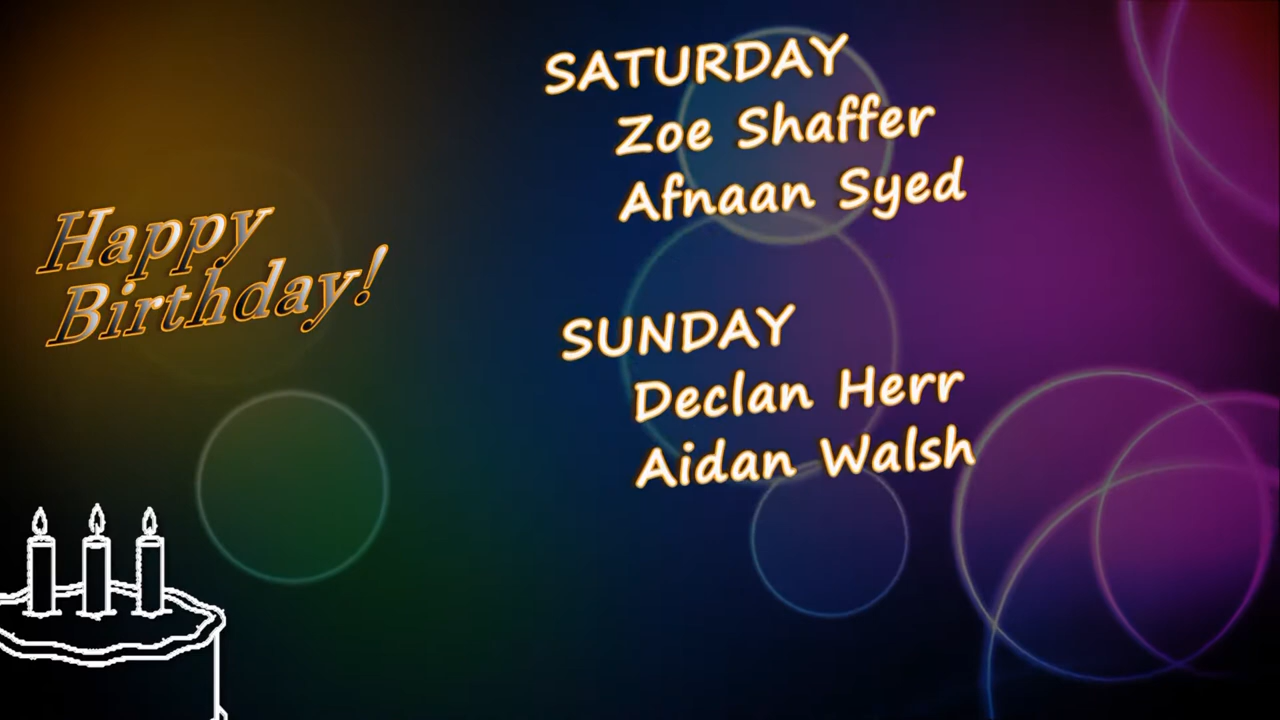 Happy
Birthday!
SATURDAY
Zoe Shaffer
Afnaan Syed
SUNDAY
Declan Herr
Aidan Walsh